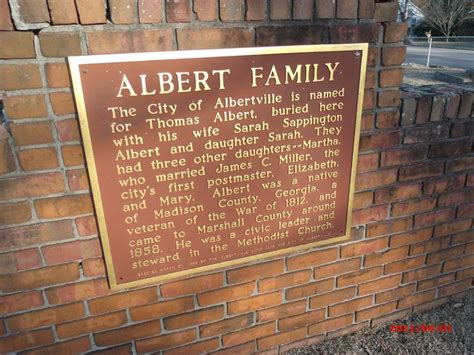 ALBERT FAMILY
The City of Albertville is named
for Thomas Albert, buried here
with his wife Sarah Sappington
Albert and daughter Sarah. They
had three other daughters--Martha,
who married James C. Miller, the
city's first postmaster, Elizabeth
and Mary. Albert was a native
of Madison County, Georgia, a
veteran of the War of 1812, and
came to Marshall County around
1858. He was a civic leader and
steward in the Methodist Church.